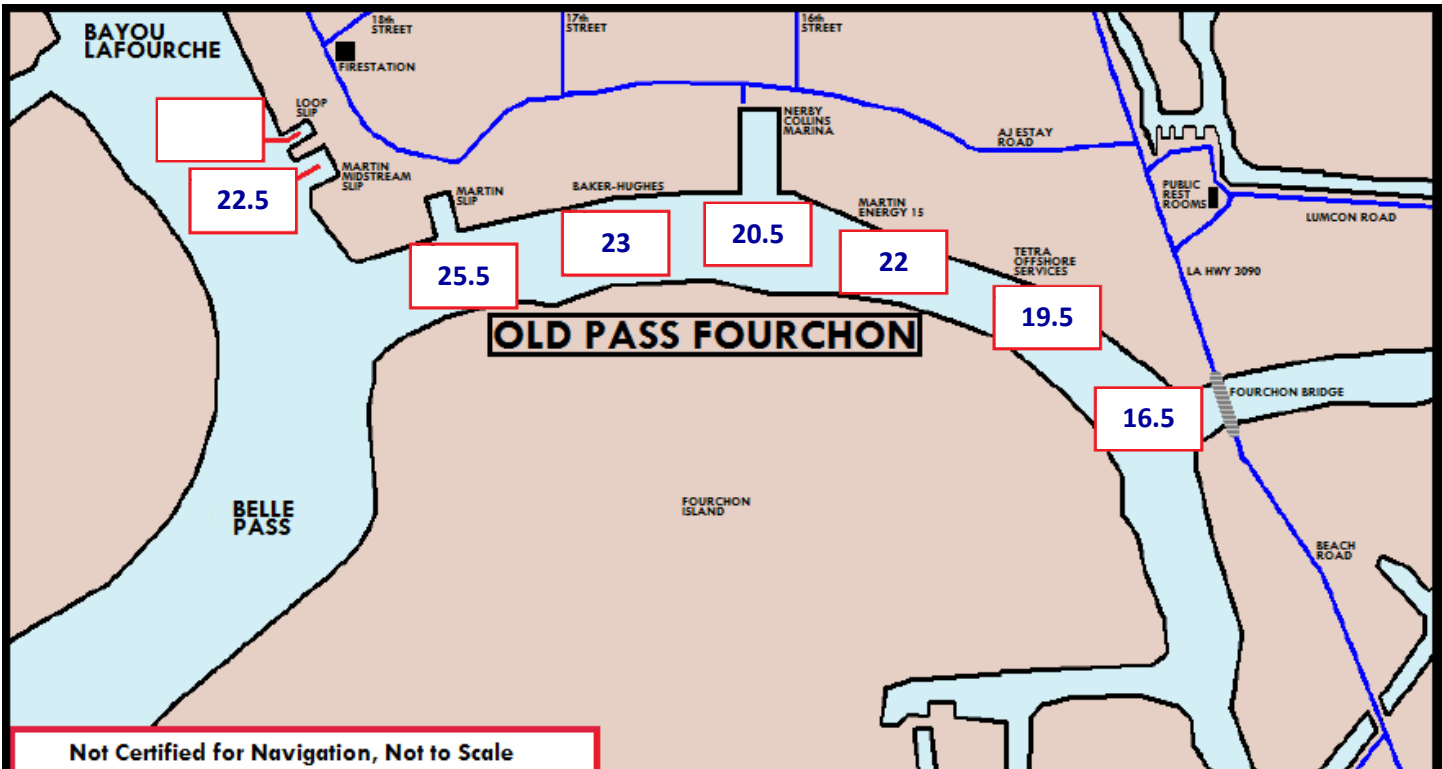 BAYOU
LAFOURCHE
18th
STREET
17th
STREET
16th
STREET
FIRESTATION
LOOP
SLIP
NERBY
COLLINS
MARINA
AJ ESTAY
ROAD
MARTIN
MIDSTREAM
SLIP
22.5
MARTIN
SLIP
BAKER-HUGHES
PUBLIC
REST
ROOMS
MARTIN
ENERGY 15
LUMCON ROAD
25.5
23
20.5
22
TETRA
OFFSHORE
SERVICES
LA HWY 3090
19.5
OLD PASS FOURCHON
16.5
FOURCHON BRIDGE
BELLE
PASS
FOURCHON
ISLAND
BEACH
ROAD
Not Certified for Navigation, Not to Scale